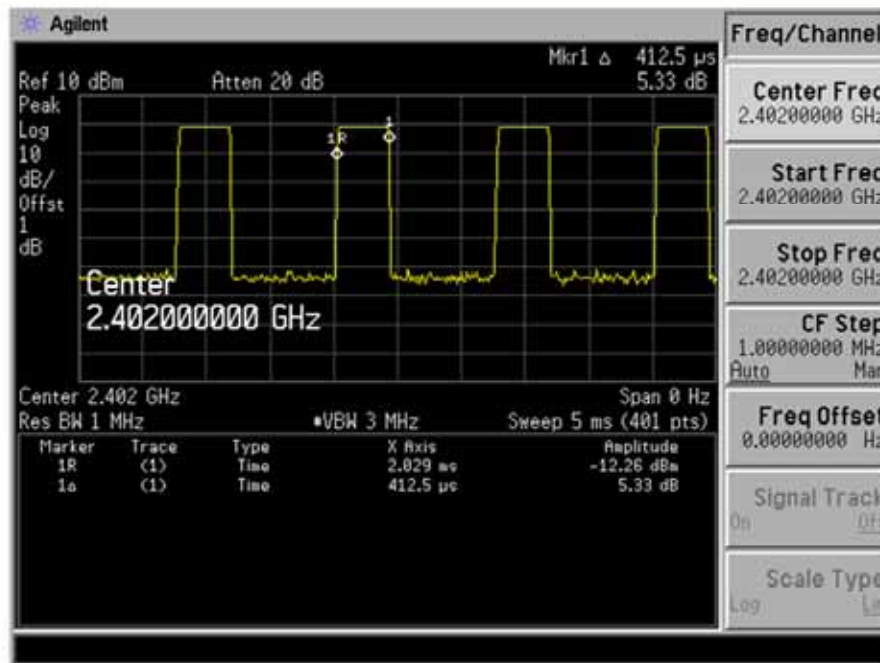 Agilent
Mkr1 Δ 412.5 µs
Ref 10 dBm Atten 20 dB 5.33 dB
Peak
Log
10
dB/
Offst
1
dB
1R
1
Center
2.402000000 GHz
Center 2.402 GHz Span 0 Hz
Res BW 1 MHz #VBW 3 MHz Sweep 5 ms (401 pts)
Marker Trace Type X Axis Amplitude
1R (1) Time 2.029 ms -12.26 dBm
1Δ (1) Time 412.5 µs 5.33 dB
Freq/Channel
Center Freq
2.40200000 GHz
Start Freq
2.40200000 GHz
Stop Freq
2.40200000 GHz
CF Step
1.00000000 MHz
Auto Man
Freq Offset
0.00000000 Hz
Signal Track
On Off
Scale Type
Log